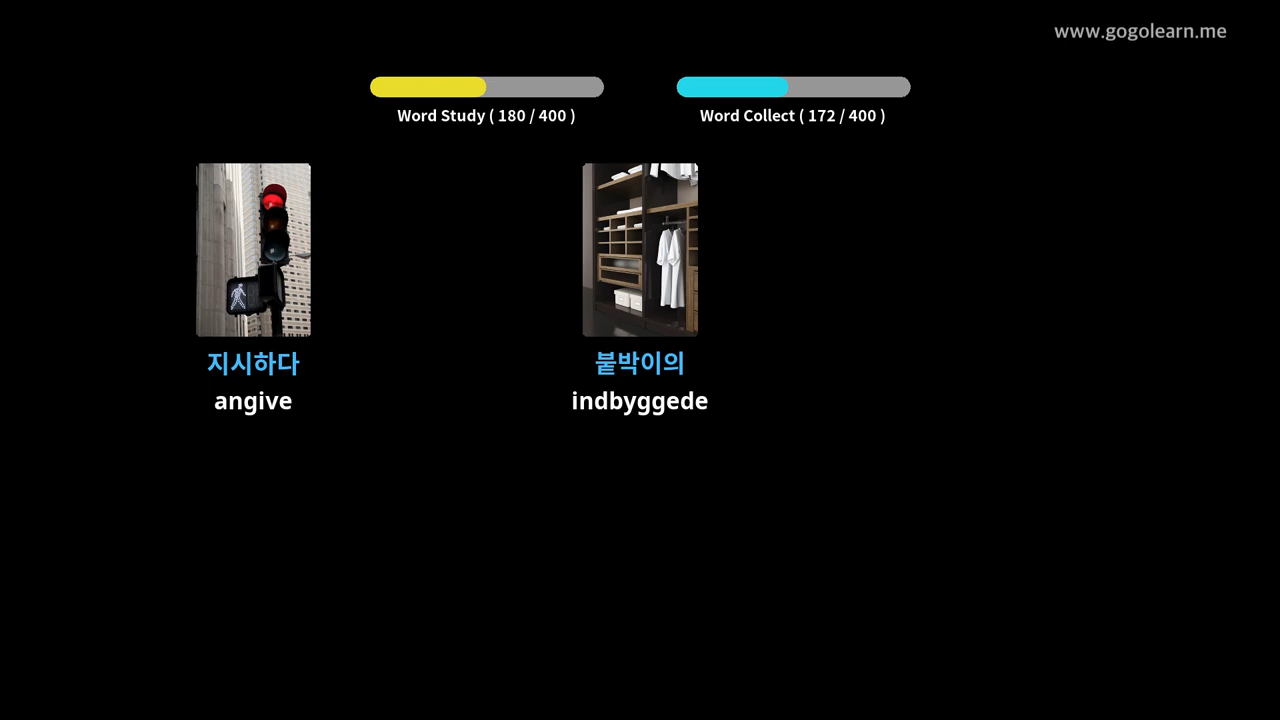 www.gogolearn.me
Word Study ( 180 / 400 )
Word Collect ( 172 / 400 )
지시하다
angive
붙박이의
indbyggede